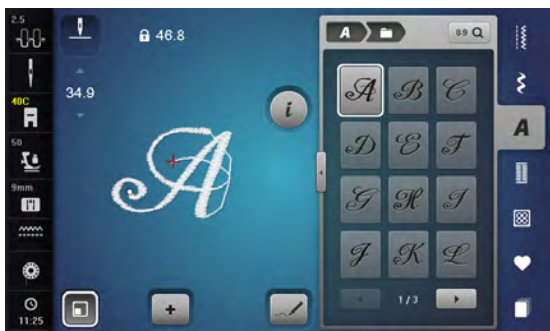 2.5
46.8
A
0.9
34.9
i
40C
50
9mm
11:25
A
A B C
D E F
G H I
J K L
1/3
+
A